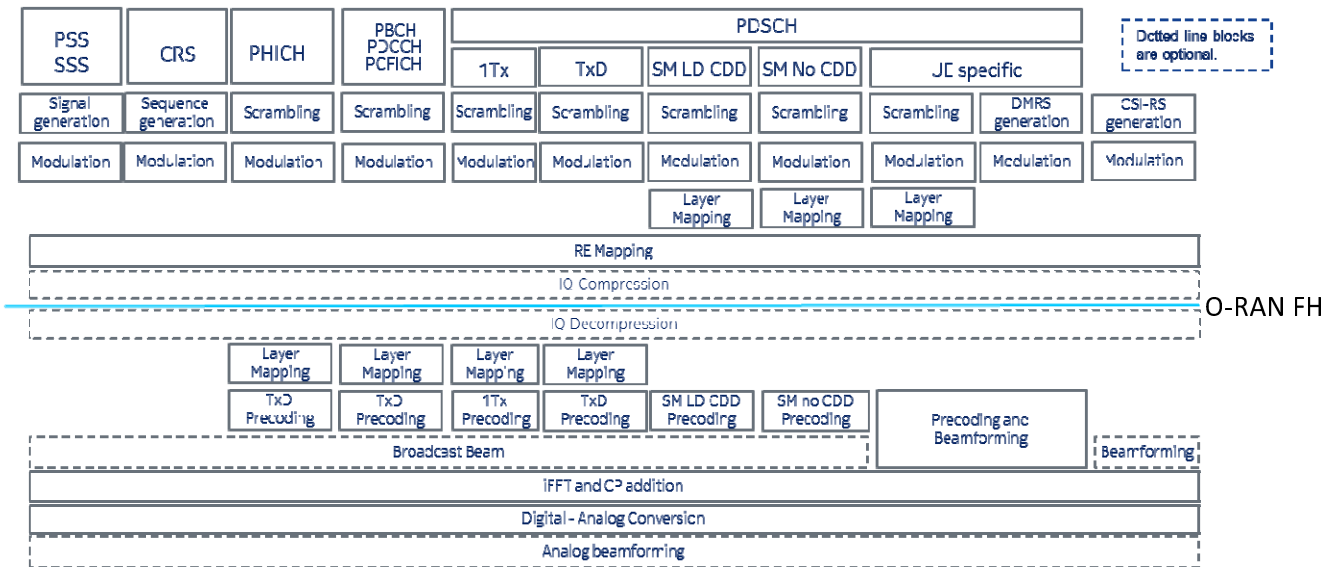 PSS
SSS
CRS
PHICH
PBCH
PDCCH
PCFICH
PDSCH
Dotted line blocks
are optional.
1Tx
TxD
SM LD CDD
SM No CDD
UE specific
Signal
generation
Sequence
generation
Scrambling
Scrambling
Scrambling
Scrambling
Scrambling
Scrambling
Scrambling
DMRS
generation
CSI-RS
generation
Modulation
Modulation
Modulation
Modulation
Modulation
Modulation
Modulation
Modulation
Modulation
Modulation
Modulation
Layer
Mapping
Layer
Mapping
Layer
Mapping
RE Mapping
IQ Compression
O-RAN FH
IQ Decompression
Layer
Mapping
Layer
Mapping
Layer
Mapping
Layer
Mapping
TxD
Precoding
TxD
Precoding
1Tx
Precoding
TxD
Precoding
SM LD CDD
Precoding
SM no CDD
Precoding
Precoding and
Beamforming
Broadcast Beam
Beamforming
iFFT and CP addition
Digital - Analog Conversion
Analog beamforming